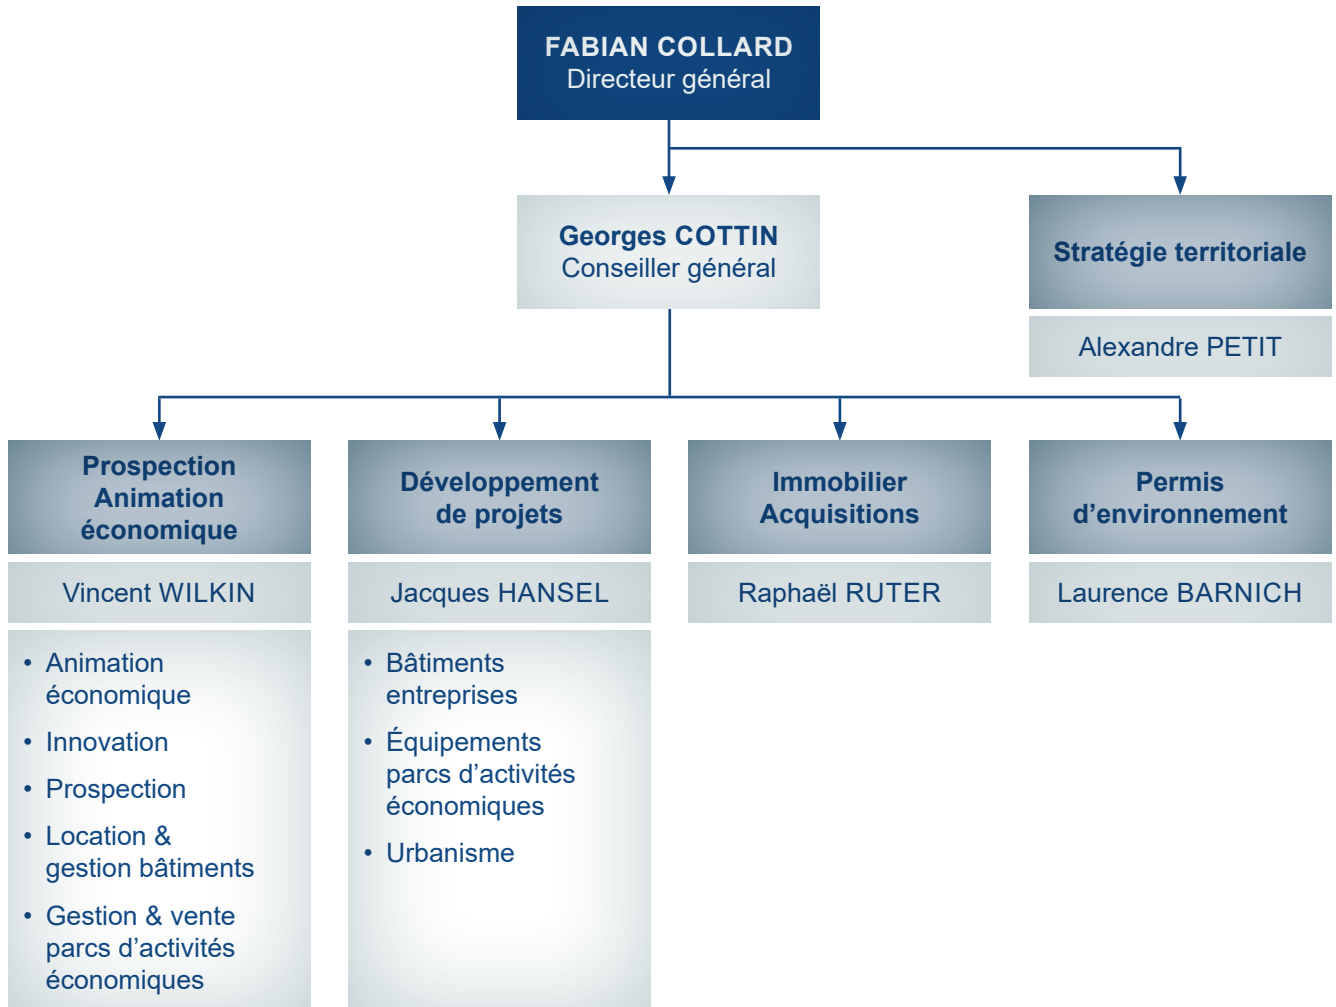 FABIAN COLLARD
Directeur général
Georges COTTIN
Conseiller général
Stratégie territoriale
Alexandre PETIT
Prospection
Animation
économique
Vincent WILKIN
• Animation
économique
• Innovation
• Prospection
• Location &
gestion bâtiments
• Gestion & vente
parcs d’activités
économiques
Développement
de projets
Jacques HANSEL
• Bâtiments
entreprises
• Équipements
parcs d’activités
économiques
• Urbanisme
Immobilier
Acquisitions
Raphaël RUTER
Permis
d’environnement
Laurence BARNICH